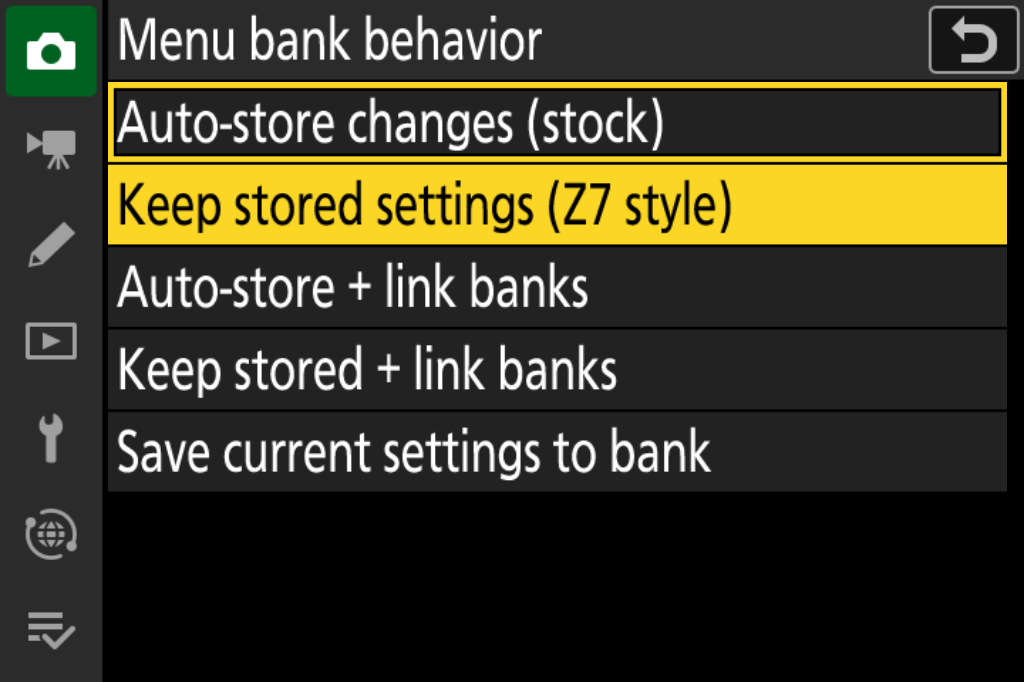 Menu bank behavior
Auto-store changes (stock)
Keep stored settings (Z7 style)
Auto-store + link banks
Keep stored + link banks
Save current settings to bank